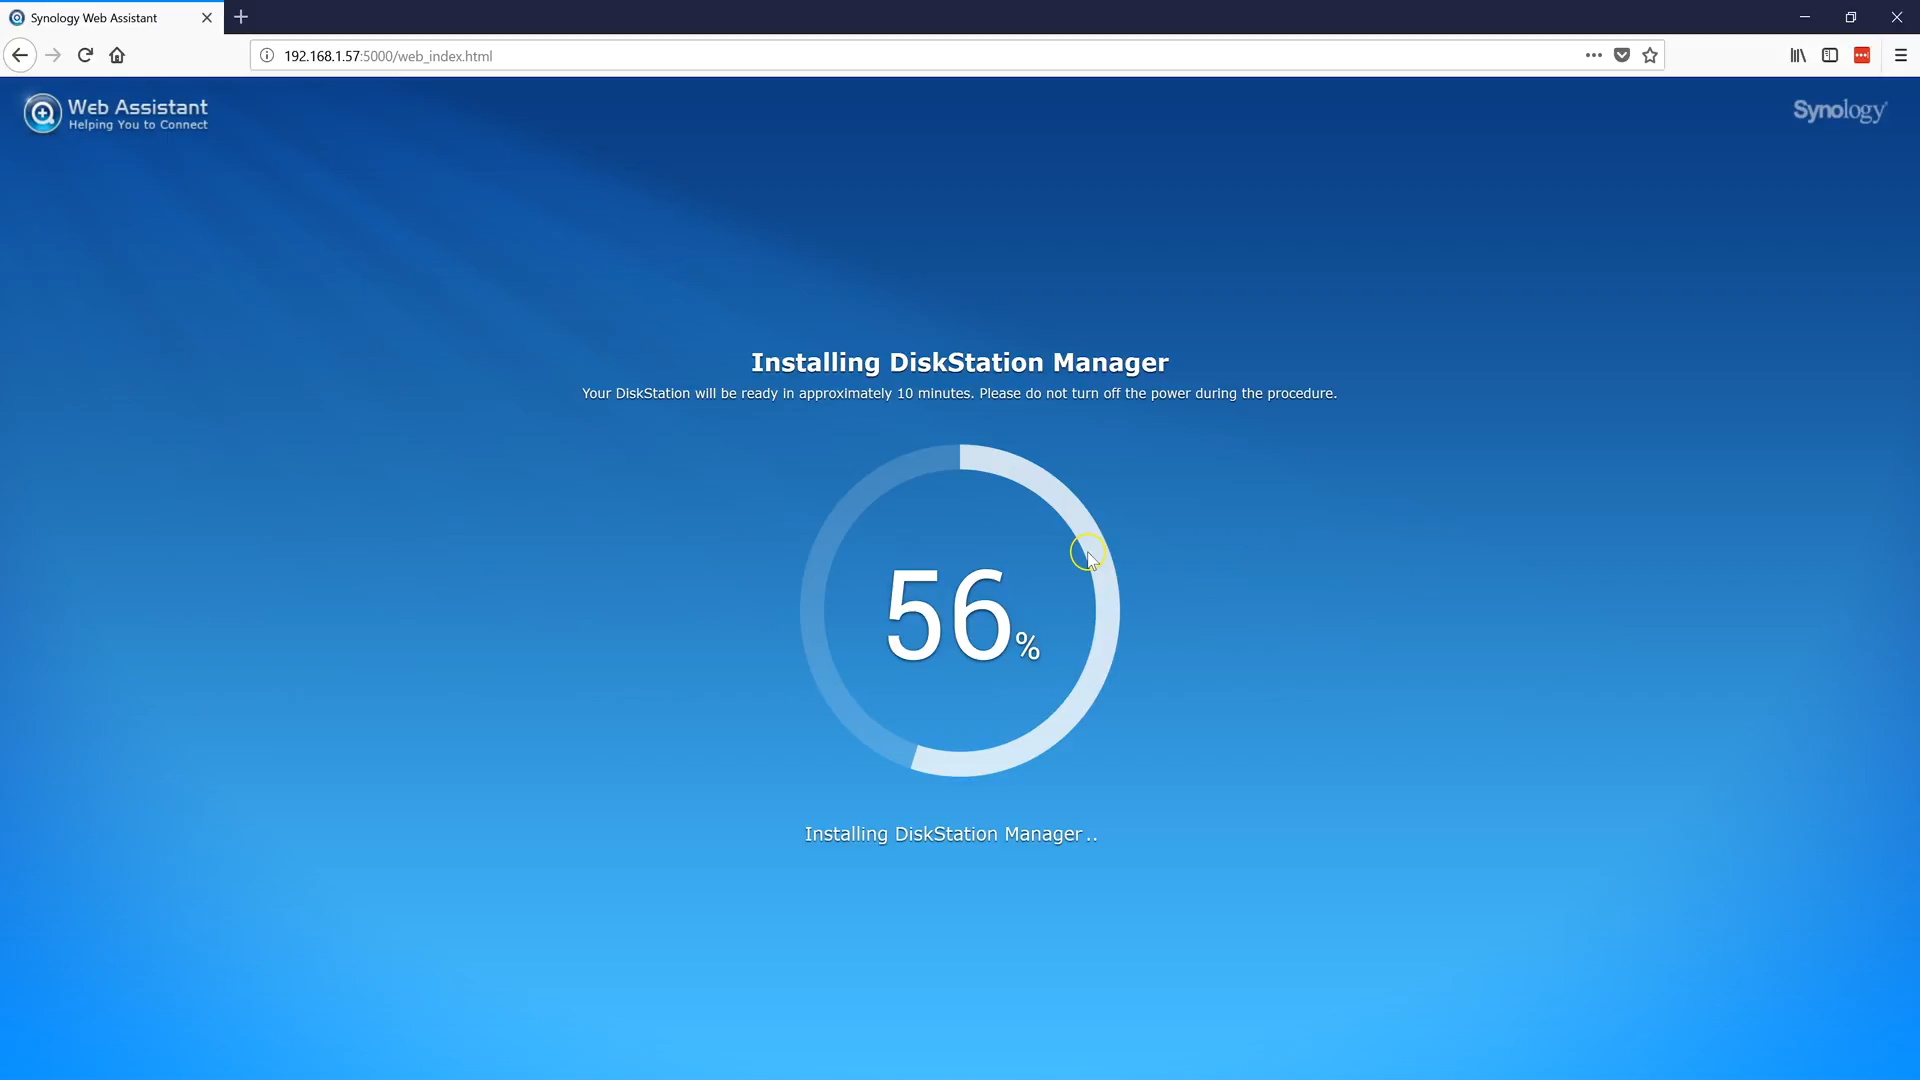 Synology Web Assistant
192.168.1.57:5000/web_index.html
Web Assistant
Helping You to Connect
Synology
Installing DiskStation Manager
Your DiskStation will be ready in approximately 10 minutes. Please do not turn off the power during the procedure.
56%
Installing DiskStation Manager..